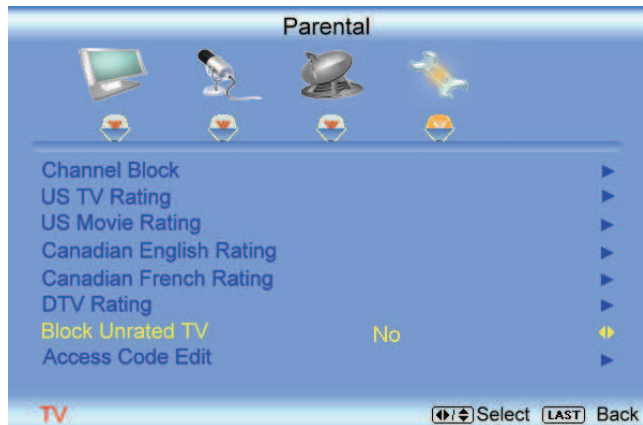 Parental
Channel Block
US TV Rating
US Movie Rating
Canadian English Rating
Canadian French Rating
DTV Rating
Block Unrated TV No
Access Code Edit
TV Select LAST Back